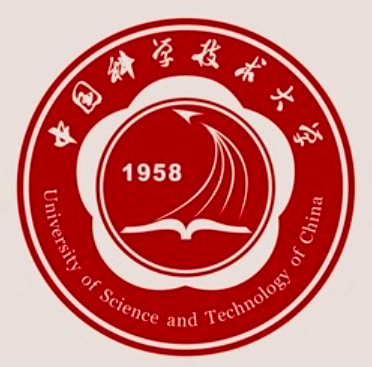 中国科学技术大学
1958
University of Science and Technology of China